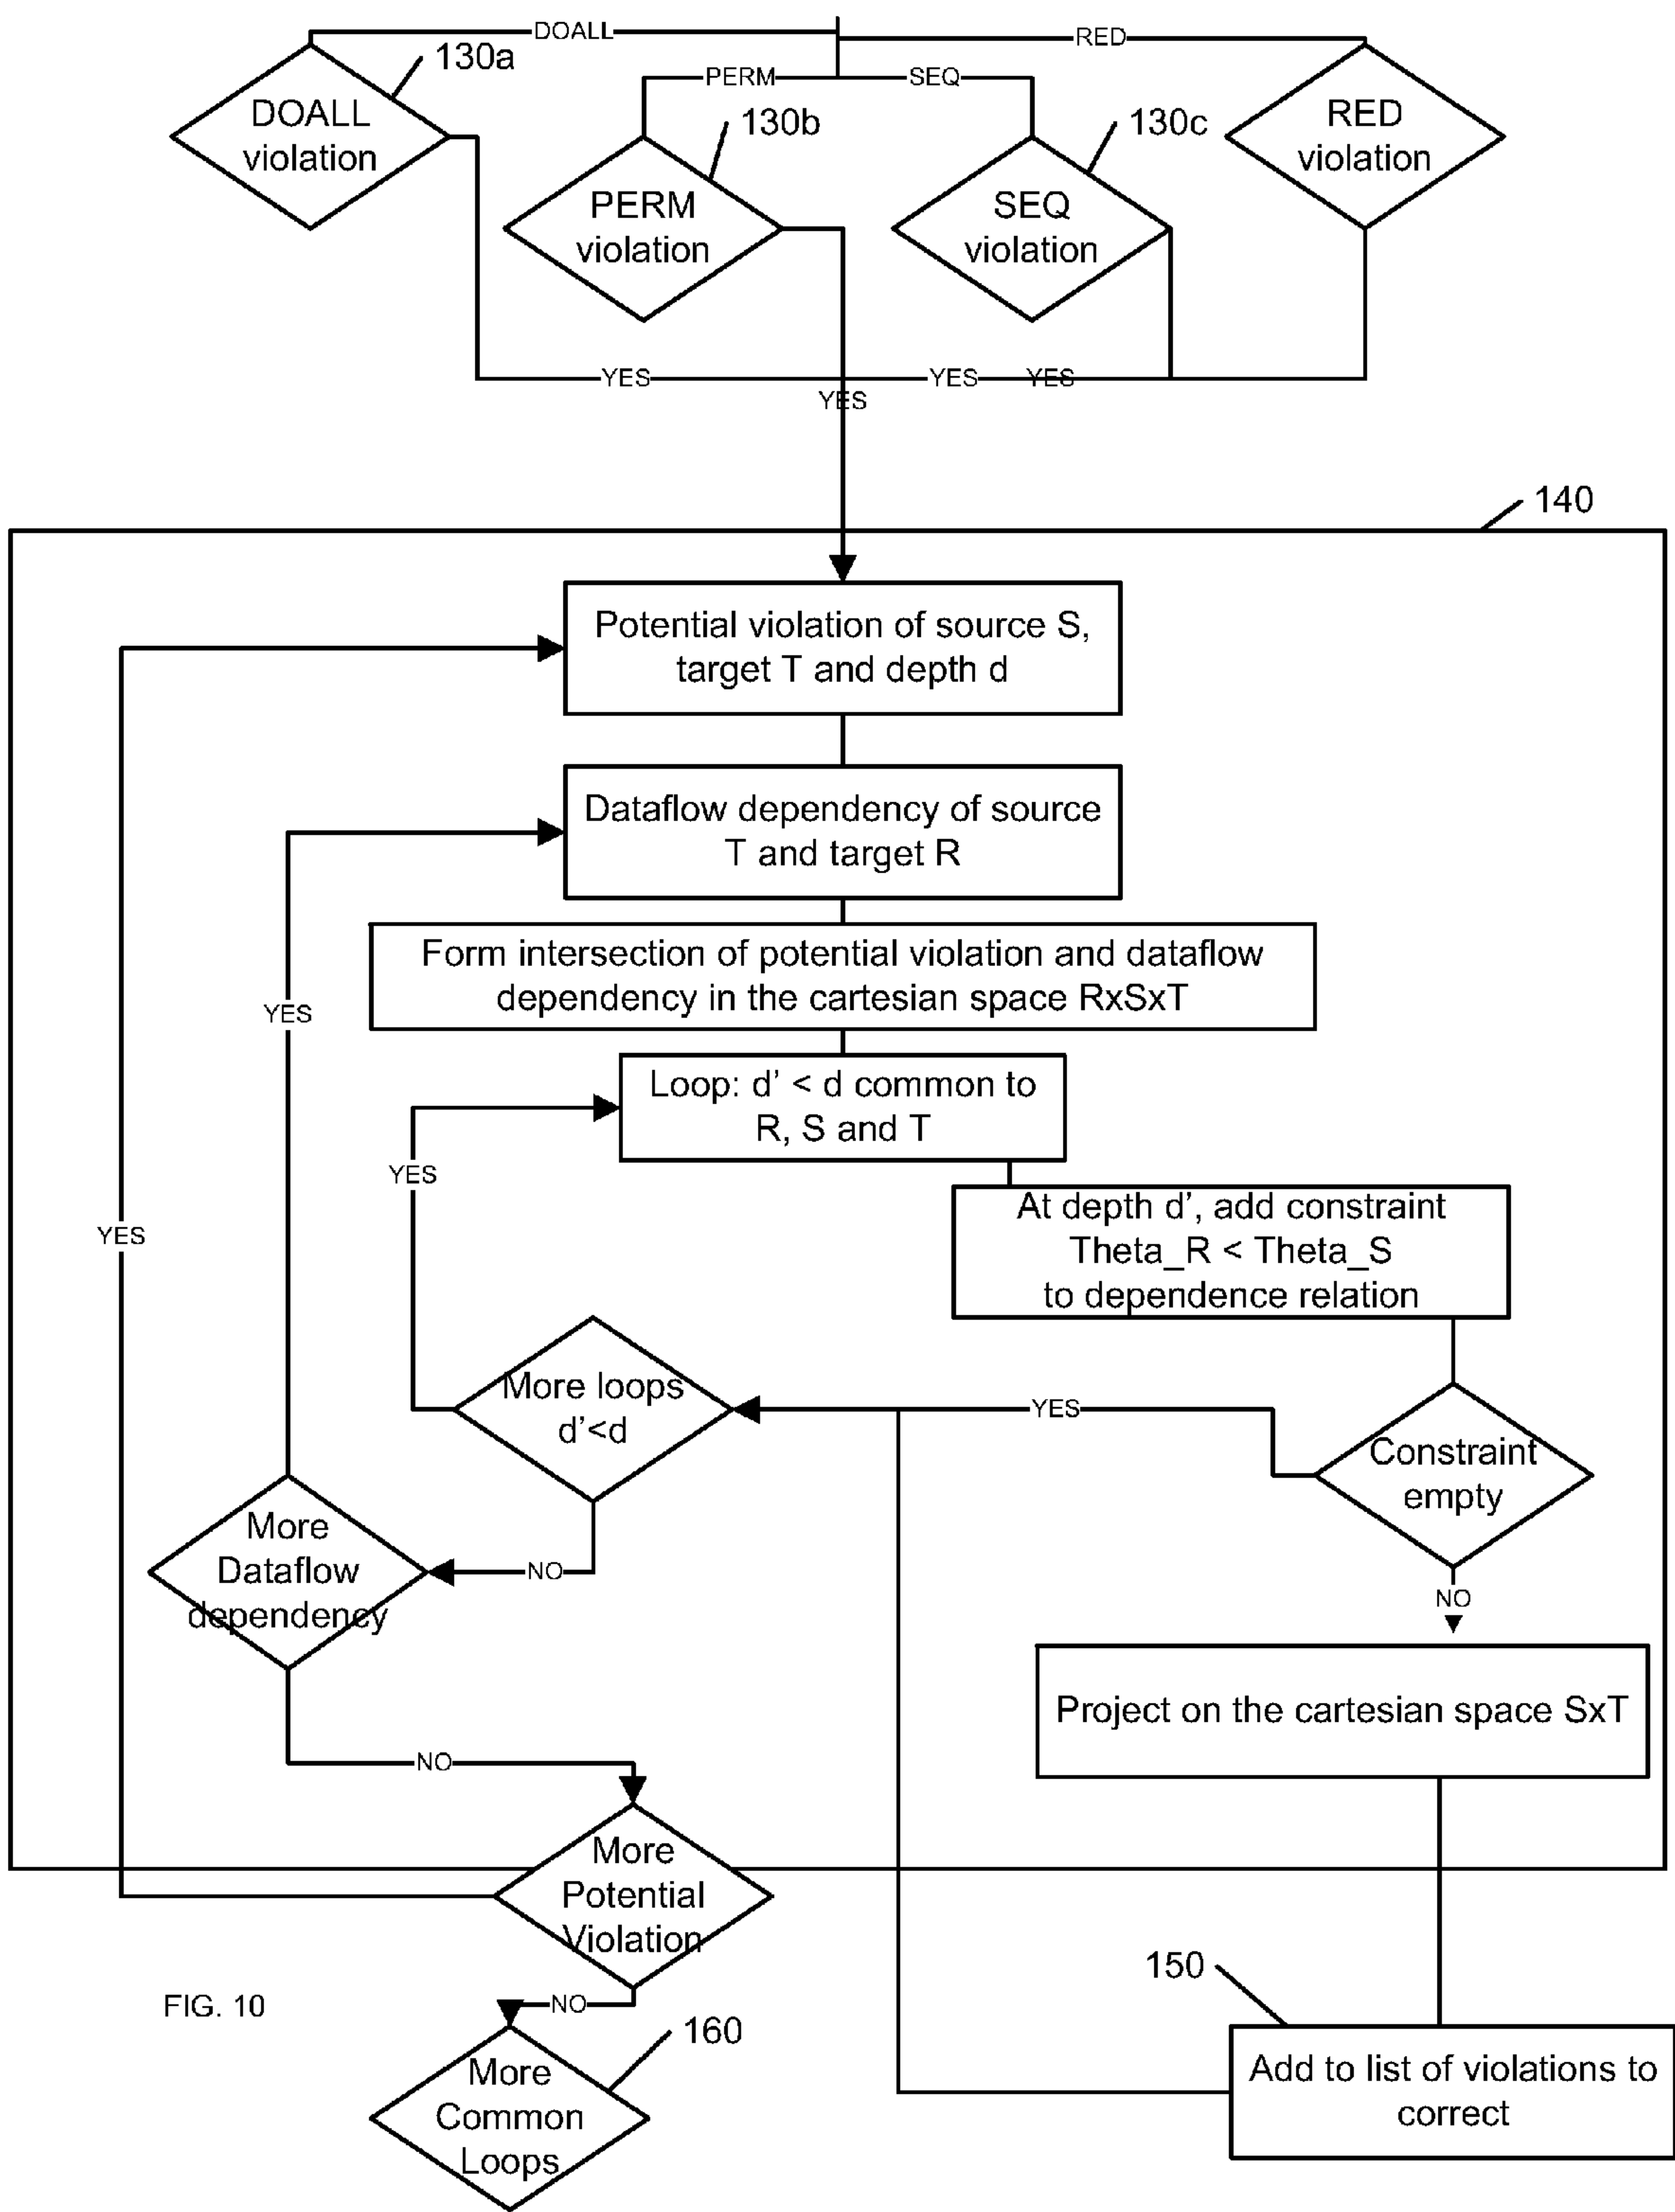 DOALL
RED
130a
PERM
SEQ
DOALL
violation
130b
130c
RED
violation
PERM
violation
SEQ
violation
YES
YES
YES
YES
140
Potential violation of source S,
target T and depth d
Dataflow dependency of source
T and target R
Form intersection of potential violation and dataflow
dependency in the cartesian space RxSxT
YES
Loop: d' < d common to
R, S and T
YES
At depth d', add constraint
Theta_R < Theta_S
to dependence relation
YES
More loops
d'<d
YES
Constraint
empty
More
Dataflow
dependency
NO
NO
Project on the cartesian space SxT
NO
More
Potential
Violation
150
FIG. 10
NO
160
Add to list of violations to
correct
More
Common
Loops